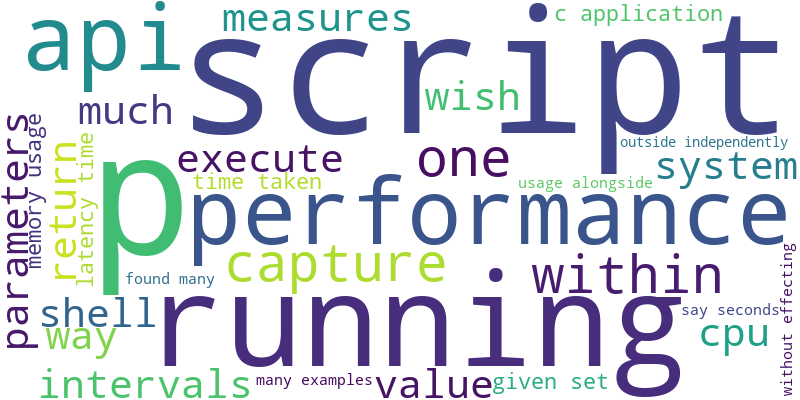 measures
c application
api
script
much
wish
parameters
memory usage
return
latency time
p
execute
one
outside independently
system
time taken
usage alongside
performance
capture
within
found many
shell
running
say seconds
without effecting
way
cpu
intervals
many examples
value
given set